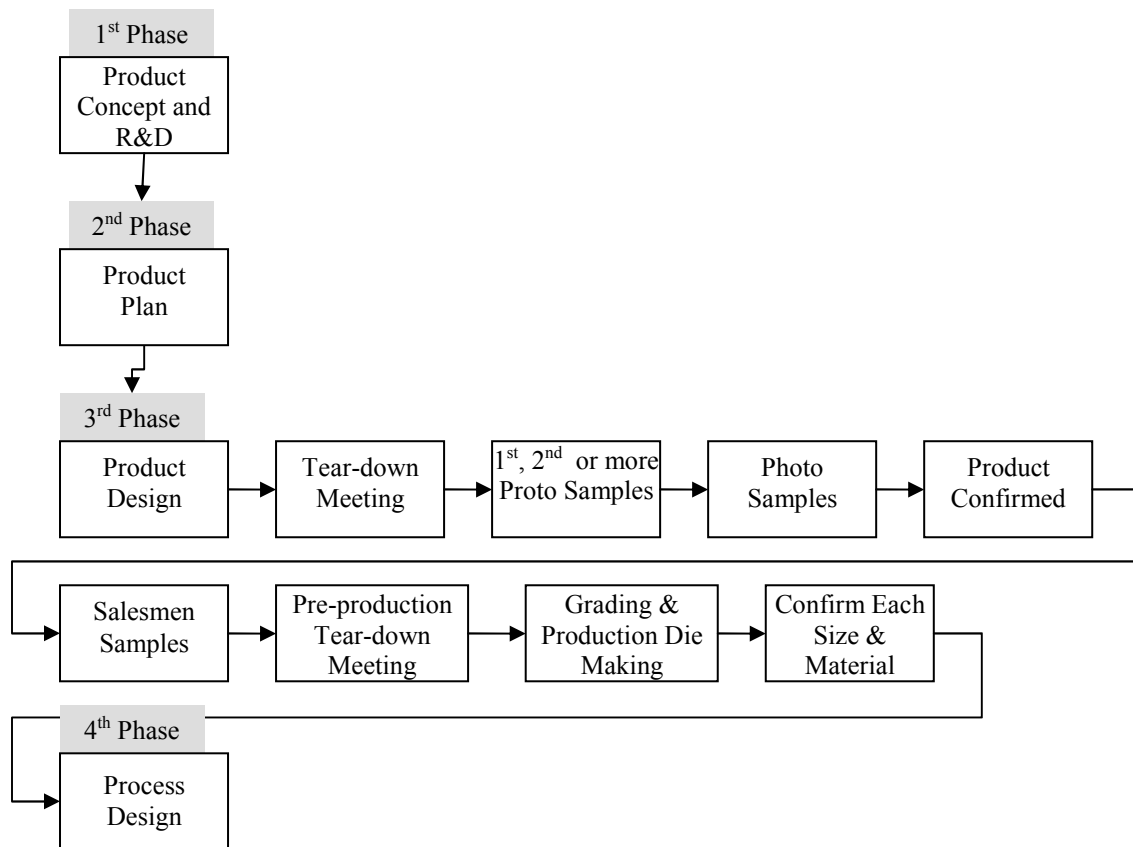 1st Phase
Product
Concept and
R&D
2nd Phase
Product
Plan
3rd Phase
Product
Design
Tear-down
Meeting
1st, 2nd or more
Proto Samples
Photo
Samples
Product
Confirmed
Salesmen
Samples
Pre-production
Tear-down
Meeting
Grading &
Production Die
Making
Confirm Each
Size &
Material
4th Phase
Process
Design